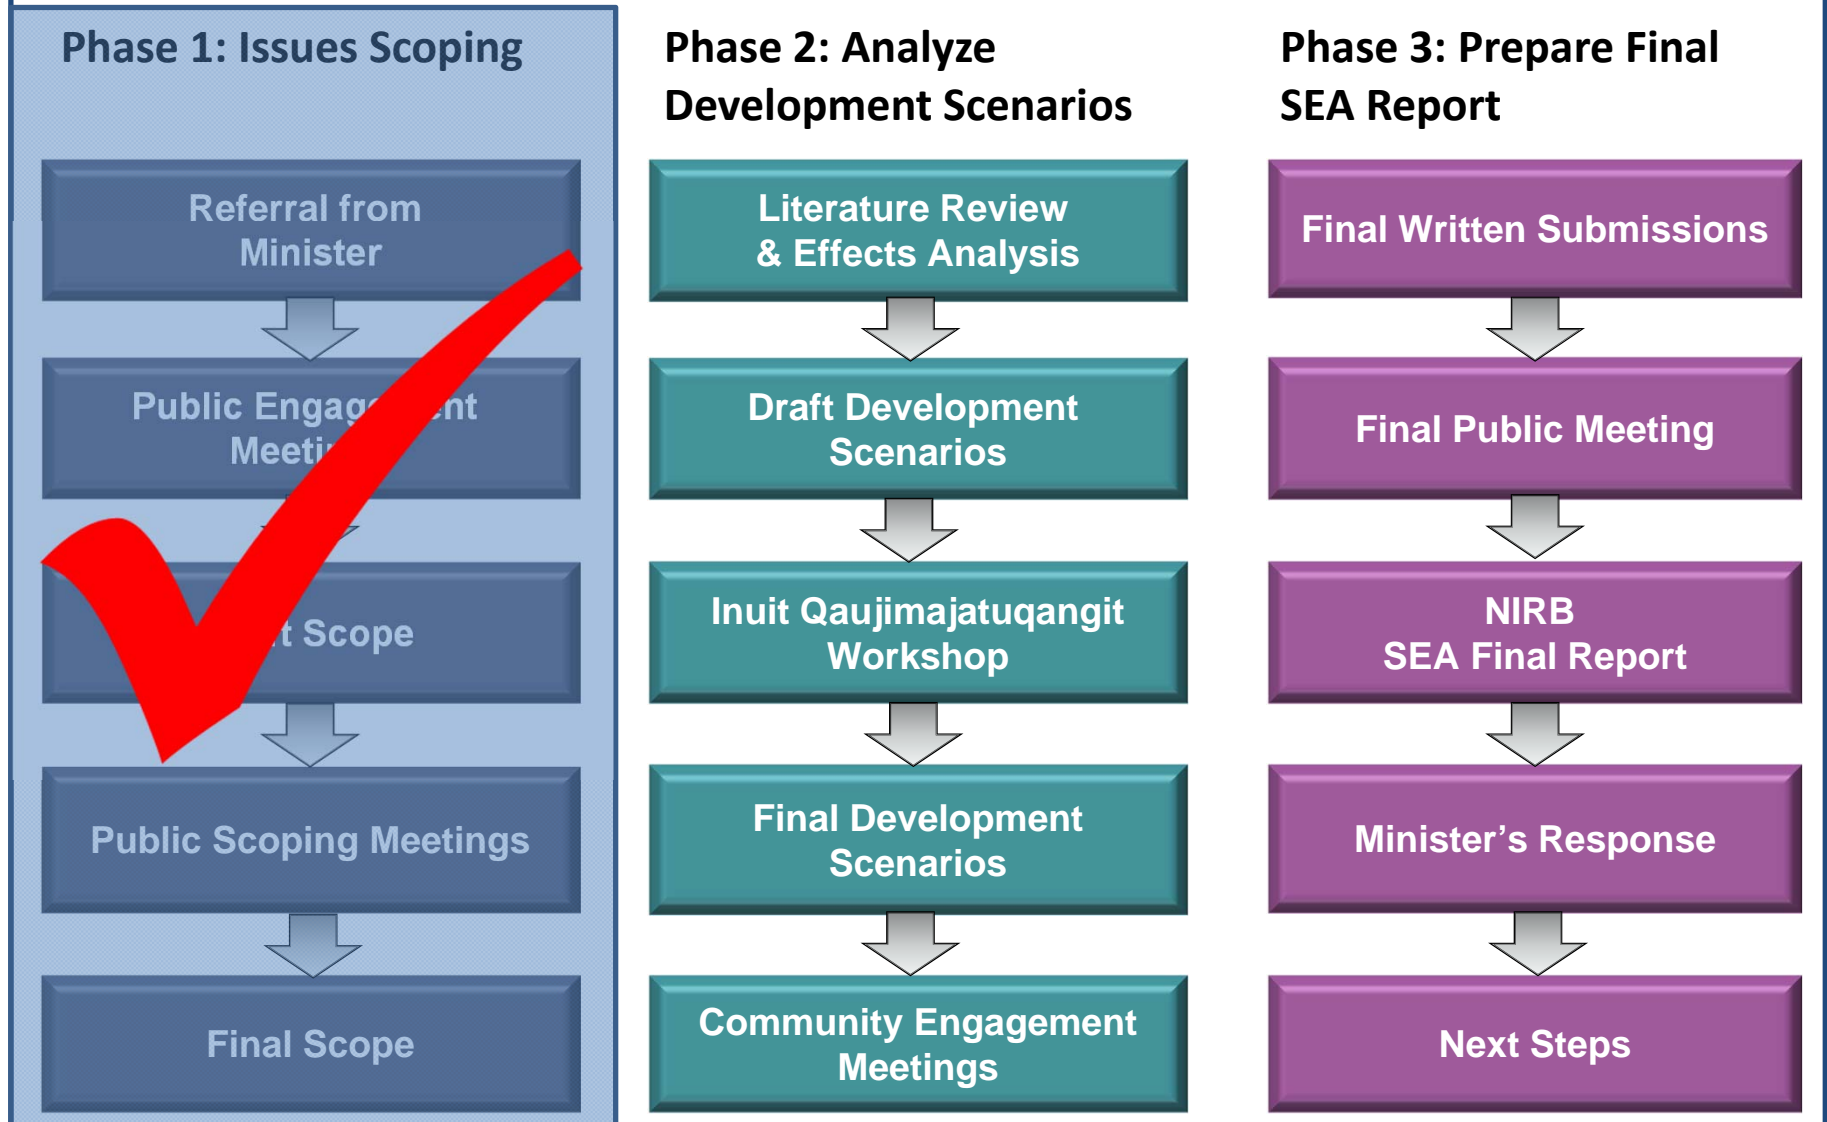 Phase 1: Issues Scoping
Referral from
Minister
Public
Scope
Public Scoping Meetings
Final Scope
Phase 2: Analyze
Development Scenarios
Literature Review
& Effects Analysis
Draft Development
Scenarios
Inuit Qaujimajatuqangit
Workshop
Final Development
Scenarios
Community Engagement
Meetings
Phase 3: Prepare Final
SEA Report
Final Written Submissions
Final Public Meeting
NIRB
SEA Final Report
Minister’s Response
Next Steps